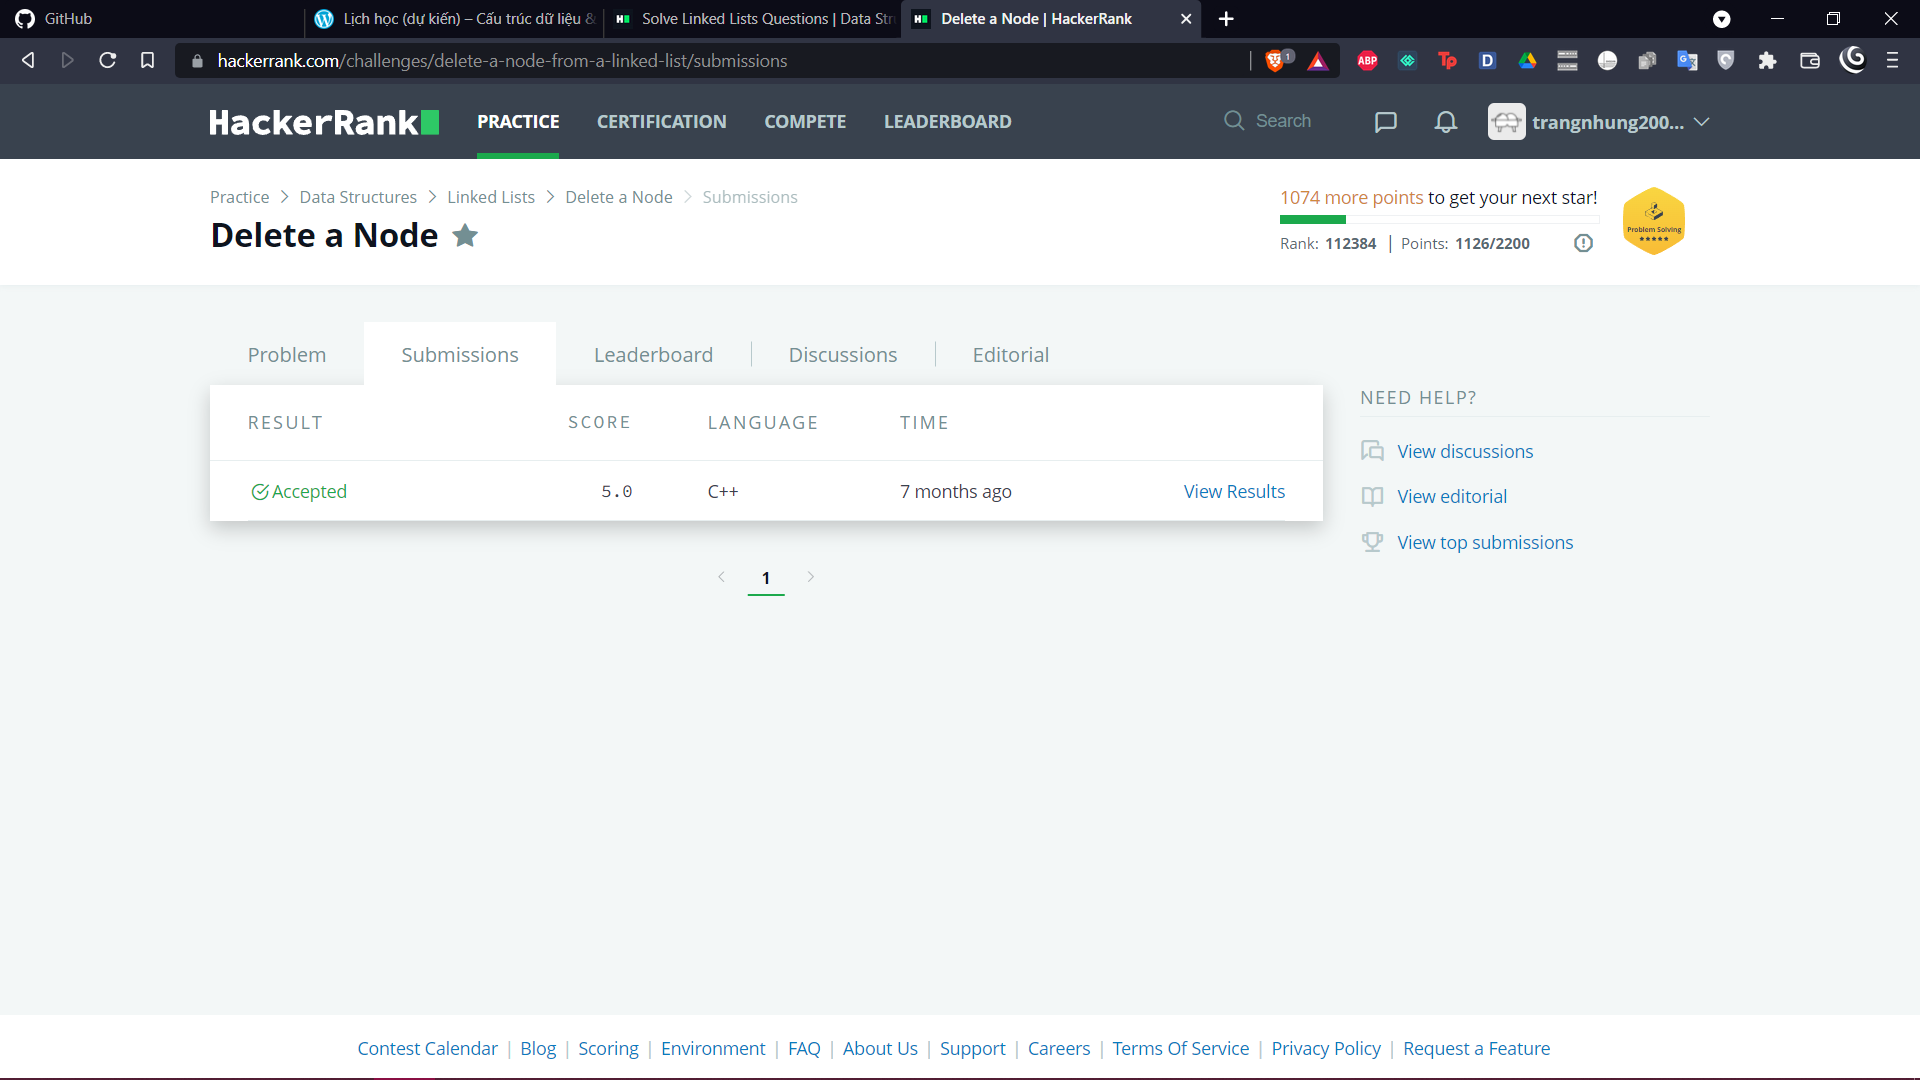 GitHub
Lịch học (dự kiến) – Cấu trúc dữ liệu &
Solve Linked Lists Questions | Data Stru
Delete a Node | HackerRank
hackerrank.com/challenges/delete-a-node-from-a-linked-list/submissions
1
ABP
Tp
D
HackerRank
PRACTICE
CERTIFICATION
COMPETE
LEADERBOARD
Search
trangnhung200...
Practice > Data Structures > Linked Lists > Delete a Node > Submissions
Delete a Node
1074 more points to get your next star!
Rank: 112384 | Points: 1126/2200
Problem Solving
Problem
Submissions
Leaderboard
Discussions
Editorial
RESULT SCORE LANGUAGE TIME
Accepted 5.0 C++ 7 months ago View Results
1
NEED HELP?
View discussions
View editorial
View top submissions
Contest Calendar | Blog | Scoring | Environment | FAQ | About Us | Support | Careers | Terms Of Service | Privacy Policy | Request a Feature